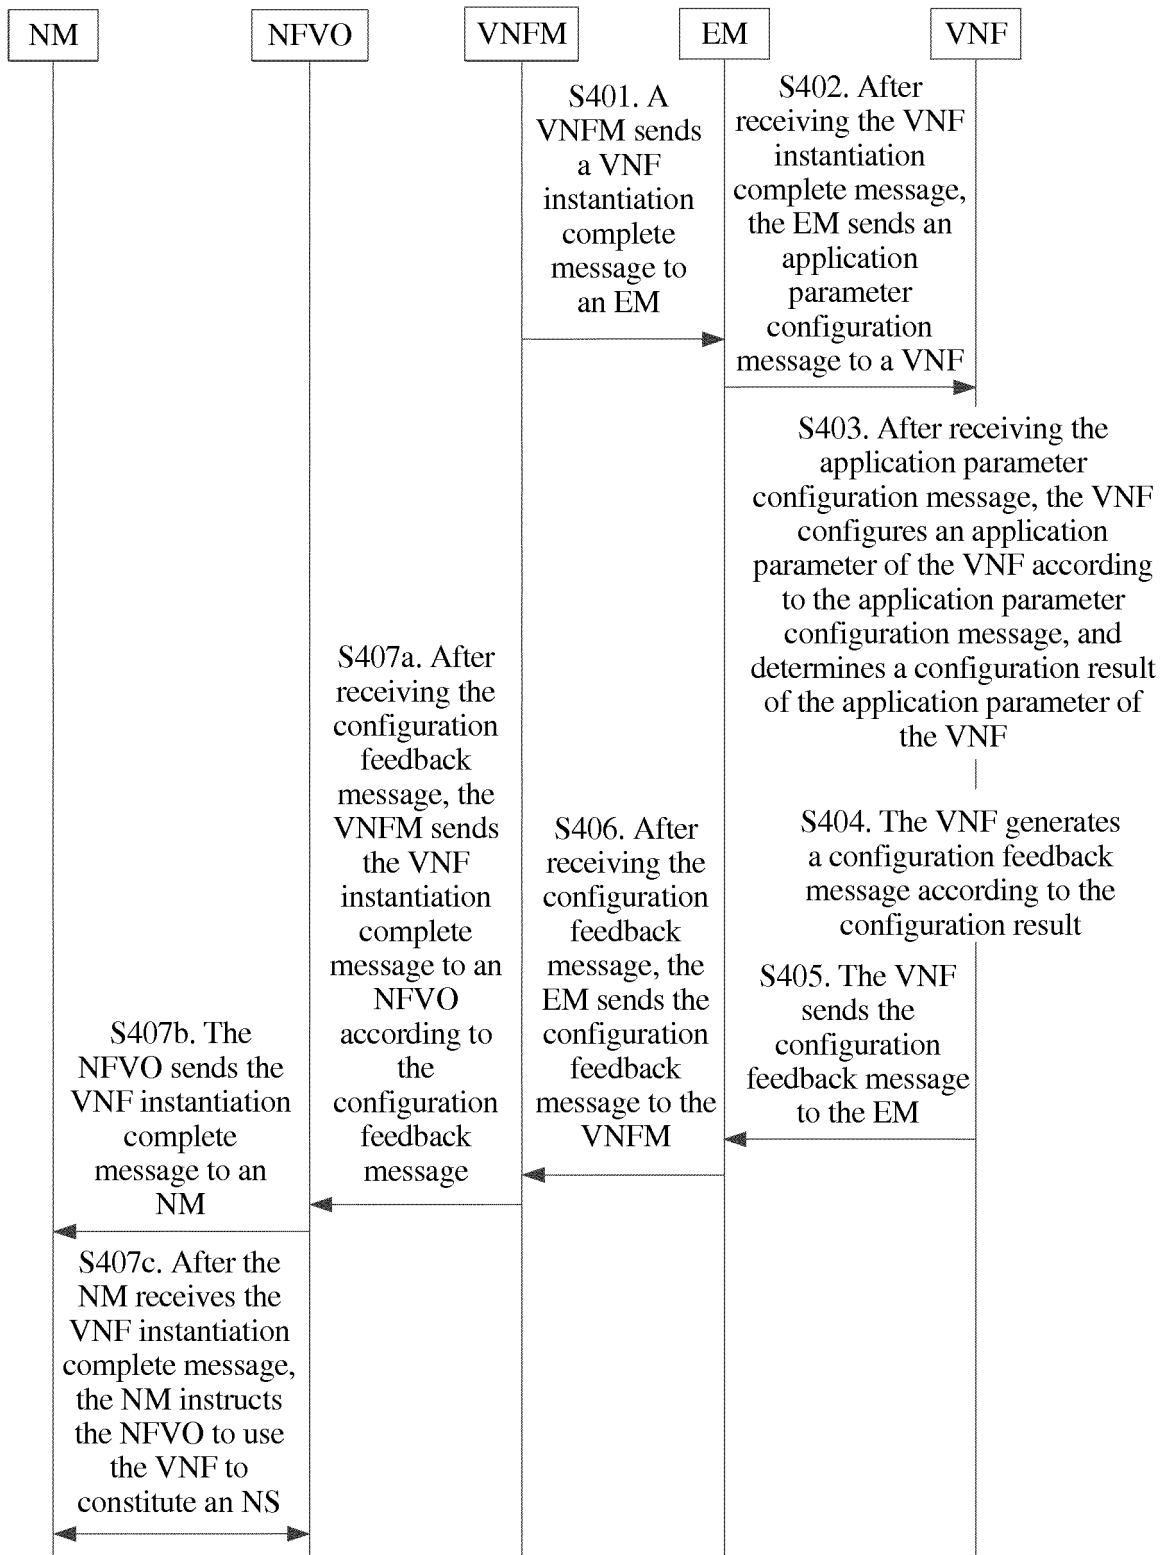 NM
NFVO
VNFM
EM
VNF
S401. A
VNFM sends
a VNF
instantiation
complete
message to
an EM
S402. After
receiving the VNF
instantiation
complete message,
the EM sends an
application
parameter
configuration
message to a VNF
S403. After receiving the
application parameter
configuration message, the VNF
configures an application
parameter of the VNF according
to the application parameter
configuration message, and
determines a configuration result
of the application parameter of
the VNF
S404. The VNF generates
a configuration feedback
message according to the
configuration result
S405. The VNF
sends the
configuration
feedback message
to the EM
S406. After
receiving the
configuration
feedback
message, the
EM sends the
configuration
feedback
message to the
VNFM
S407a. After
receiving the
configuration
feedback
message, the
VNFM sends
the VNF
instantiation
complete
message to an
NFVO
according to
the
configuration
feedback
message
S407b. The
NFVO sends the
VNF instantiation
complete
message to an
NM
S407c. After the
NM receives the
VNF instantiation
complete message,
the NM instructs
the NFVO to use
the VNF to
constitute an NS